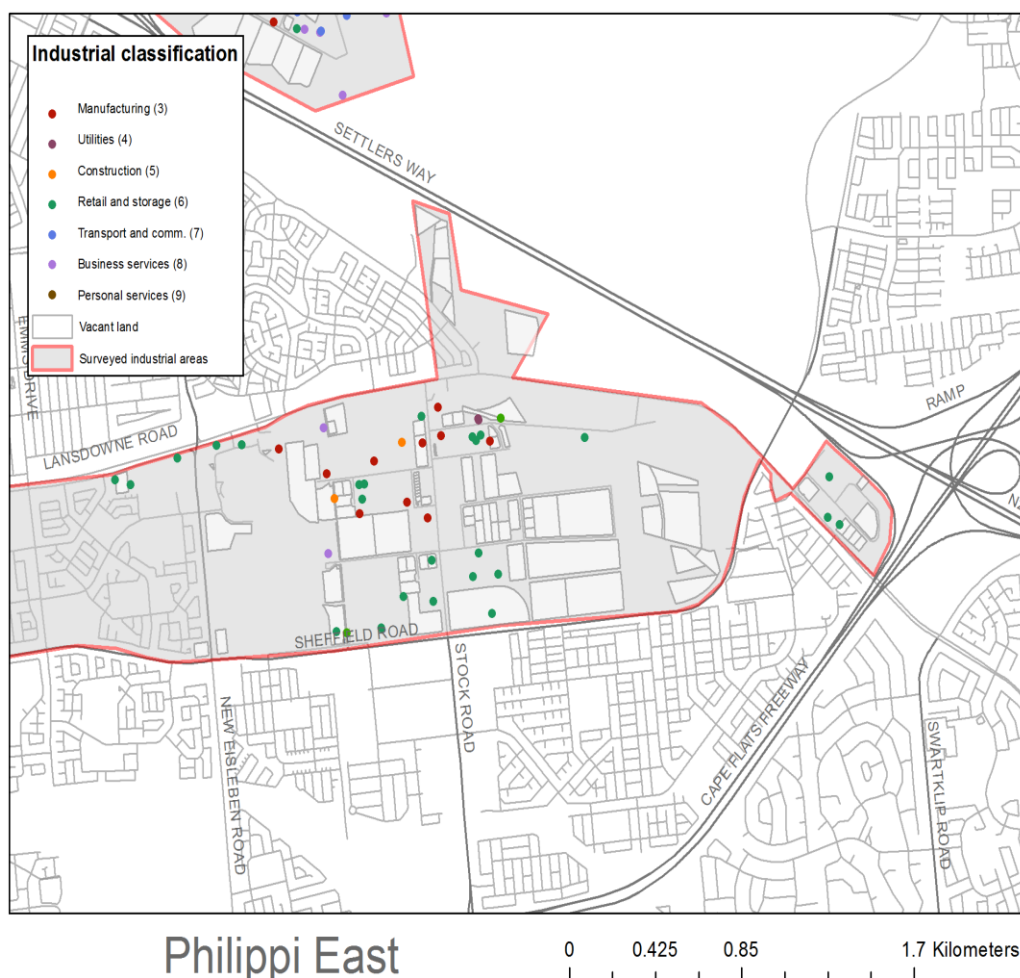 Industrial classification
Manufacturing (3)
Utilities (4)
Construction (5)
Retail and storage (6)
Transport and comm. (7)
Business services (8)
Personal services (9)
Vacant land
Surveyed industrial areas
SETTLERS WAY
EMMS DRIVE
LANSDOWNE ROAD
RAMP
SHEFFIELD ROAD
NEW EISLEBEN ROAD
STOCK ROAD
CAPE FLATS FREEWAY
SWARTKLIP ROAD
Philippi East
0 0.425 0.85 1.7 Kilometers